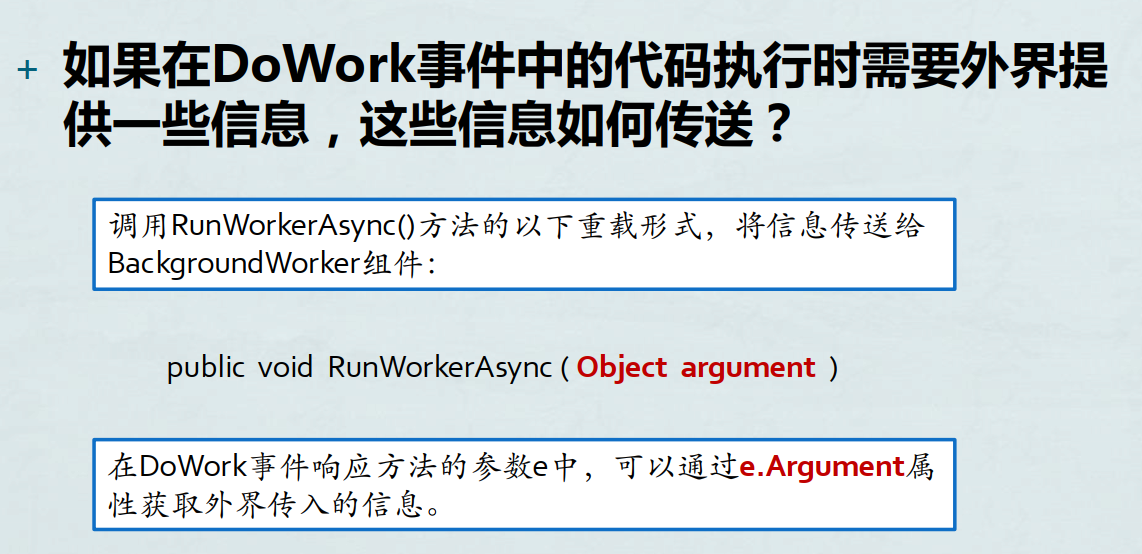 + 如果在DoWork事件中的代码执行时需要外界提
供一些信息，这些信息如何传送？
调用RunWorkerAsync()方法的以下重载形式，将信息传送给
BackgroundWorker组件：
public void RunWorkerAsync ( Object argument )
在DoWork事件响应方法的参数e中，可以通过e.Argument属
性获取外界传入的信息。